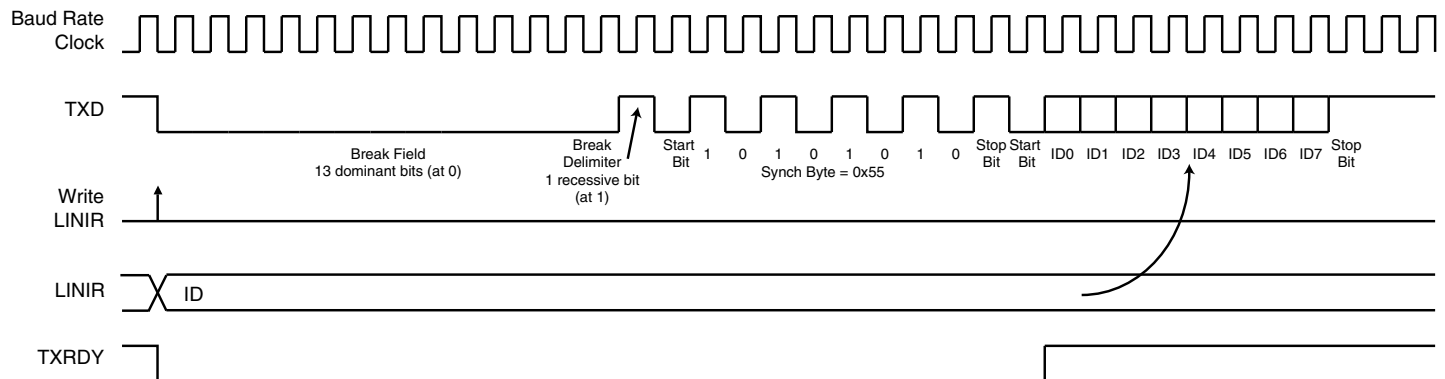 Baud Rate
Clock
TXD
Break Field
13 dominant bits (at 0)
Break
Delimiter
1 recessive bit
(at 1)
Start
Bit
1 0 1 0 1 0 1 0
Synch Byte = 0x55
Stop
Bit
Start
Bit
ID0 ID1 ID2 ID3 ID4 ID5 ID6 ID7
Stop
Bit
Write
LINIR
LINIR
ID
TXRDY